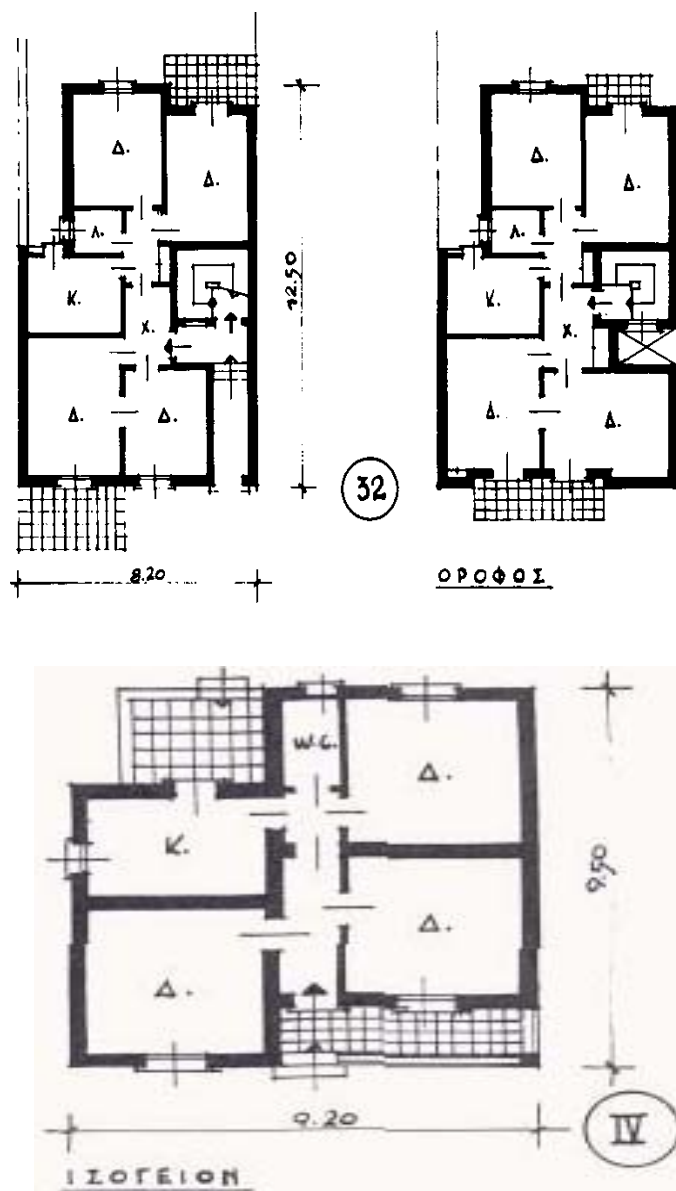 Δ.
Δ.
Λ.
Κ.
Χ.
Δ.
Δ.
12.50
8.20
32
Δ.
Δ.
Λ.
Κ.
Χ.
Δ.
Δ.
ΟΡΟΦΟΣ
W.C.
Δ.
Κ.
Δ.
Δ.
9.50
9.20
IV
ΙΣΟΓΕΙΟΝ